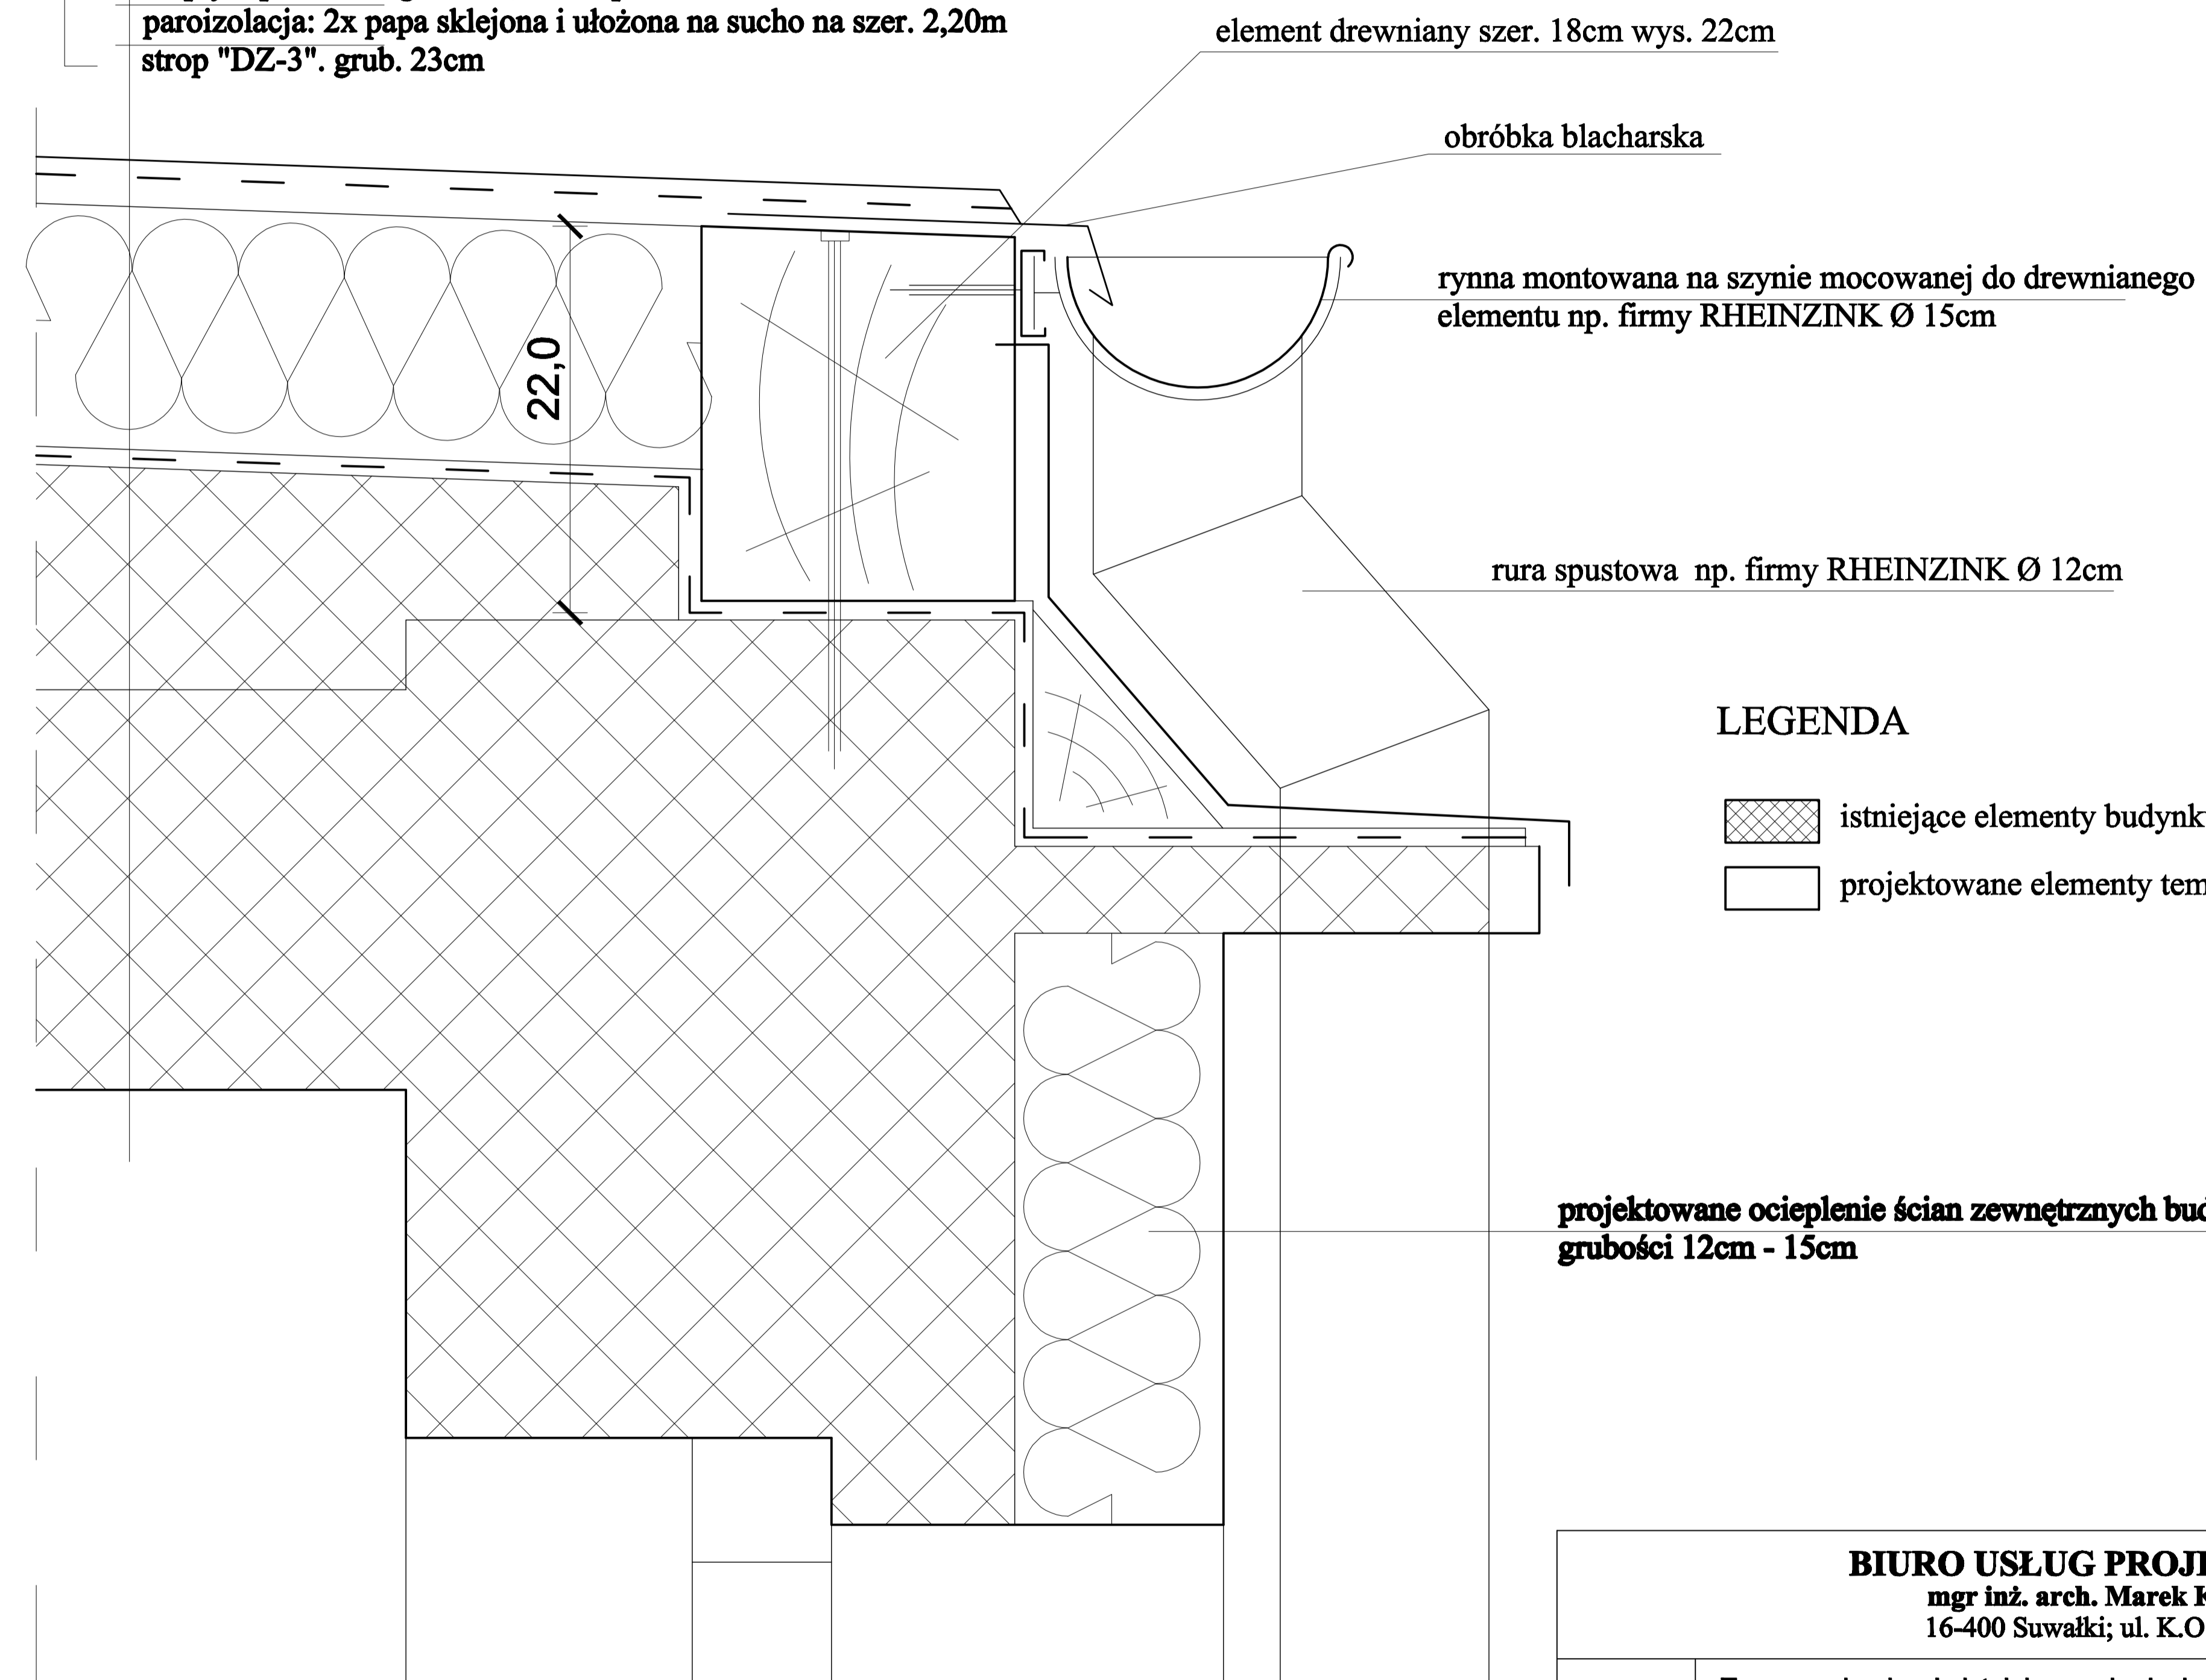 paroizolacja: 2x papa sklejona i ułożona na sucho na szer. 2,20m
strop "DZ-3". grub. 23cm
element drewniany szer. 18cm wys. 22cm
obróbka blacharska
rynna montowana na szynie mocowanej do drewnianego
elementu np. firmy RHEINZINK Ø 15cm
22,0
rura spustowa np. firmy RHEINZINK Ø 12cm
LEGENDA
istniejące elementy budynk
projektowane elementy tem
projektowane ocieplenie ścian zewnętrznych bud
grubości 12cm - 15cm
BIURO USŁUG PROJ
mgr inż. arch. Marek K
16-400 Suwałki; ul. K.O